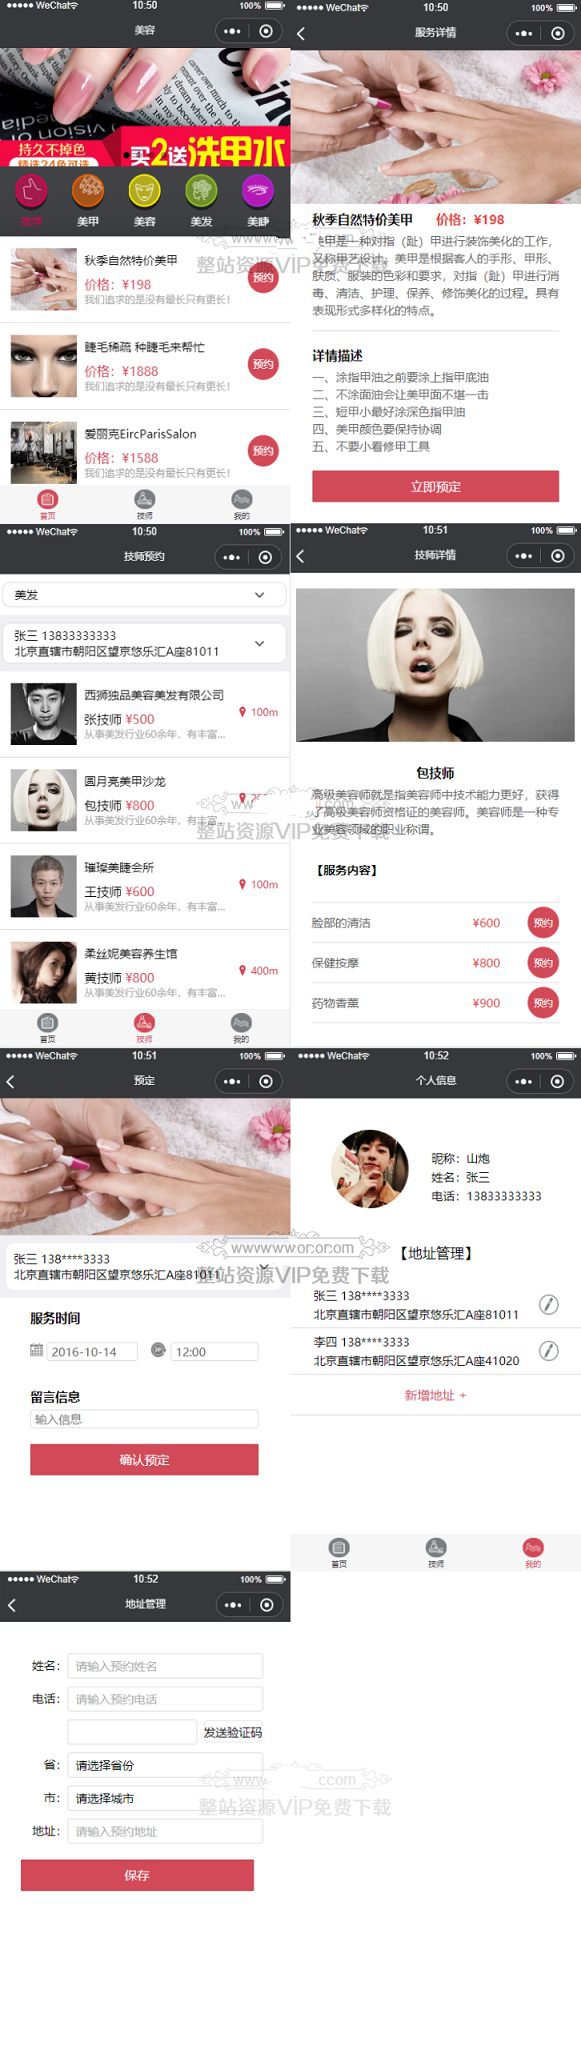 WeChat 10:50 100%
美容
持久不掉色
精选24色可选
买2送洗甲水
推荐 美甲 美容 美发 美睫
秋季自然特价美甲
价格：¥198
我们追求的是没有最长只有更长！
预约
睫毛稀疏 种睫毛来帮忙
价格：¥1888
我们追求的是没有最长只有更长！
预约
爱丽克EircParisSalon
价格：¥1588
我们追求的是没有最长只有更长！
预约
首页 技师 我的
WeChat 10:50 100%
服务详情
秋季自然特价美甲 价格：¥198
美甲是一种对指（趾）甲进行装饰美化的工作，
又称甲艺设计。美甲是根据客人的手形、甲形、
肤质、服装的色彩和要求，对指（趾）甲进行消
毒、清洁、护理、保养、修饰美化的过程。具有
表现形式多样化的特点。
详情描述
一、涂指甲油之前要涂上指甲底油
二、不涂面油会让美甲面不堪一击
三、短甲小最好涂深色指甲油
四、美甲颜色要保持协调
五、不要小看修甲工具
立即预定
整站资源VIP免费下载
WeChat 10:50 100%
技师预约
美发
张三 13833333333
北京直辖市朝阳区望京悠乐汇A座81011
西狮独品美容美发有限公司
张技师 ¥500
从事美发行业60余年，有丰富...
100m
圆月亮美甲沙龙
包技师 ¥800
从事美发行业60余年，有丰富...
璀璨美睫会所
王技师 ¥600
从事美发行业60余年，有丰富...
100m
柔丝妮美容养生馆
黄技师 ¥800
从事美发行业60余年，有丰富...
400m
首页 技师 我的
WeChat 10:51 100%
技师详情
包技师
高级美容师就是指美容师中技术能力更好，获得
了高级美容师资格证的美容师。美容师是一种专
业美容领域的职业称谓。
【服务内容】
脸部的清洁 ¥600 预约
保健按摩 ¥800 预约
药物香薰 ¥900 预约
整站资源VIP免费下载
WeChat 10:51 100%
预定
张三 138****3333
北京直辖市朝阳区望京悠乐汇A座81011
服务时间
2016-10-14 12:00
留言信息
输入信息
确认预定
WeChat 10:52 100%
个人信息
昵称：山炮
姓名：张三
电话：13833333333
【地址管理】
张三 138****3333
北京直辖市朝阳区望京悠乐汇A座81011
李四 138****3333
北京直辖市朝阳区望京悠乐汇A座41020
新增地址 +
首页 技师 我的
整站资源VIP免费下载
WeChat 10:52 100%
地址管理
姓名： 请输入预约姓名
电话： 请输入预约电话
发送验证码
省： 请选择省份
市： 请选择城市
地址： 请输入预约地址
保存
整站资源VIP免费下载